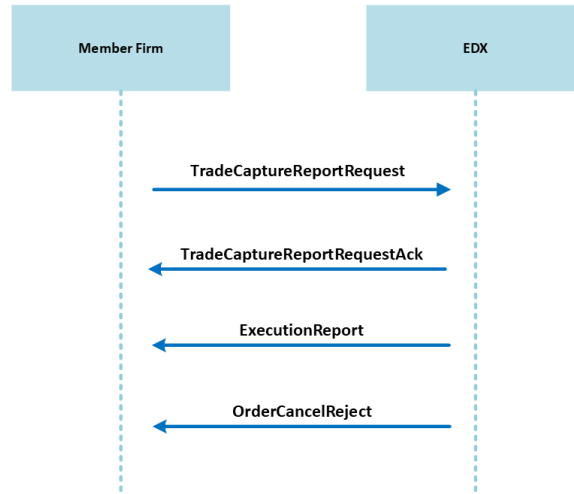 Member Firm
EDX
TradeCaptureReportRequest
TradeCaptureReportRequestAck
ExecutionReport
OrderCancelReject